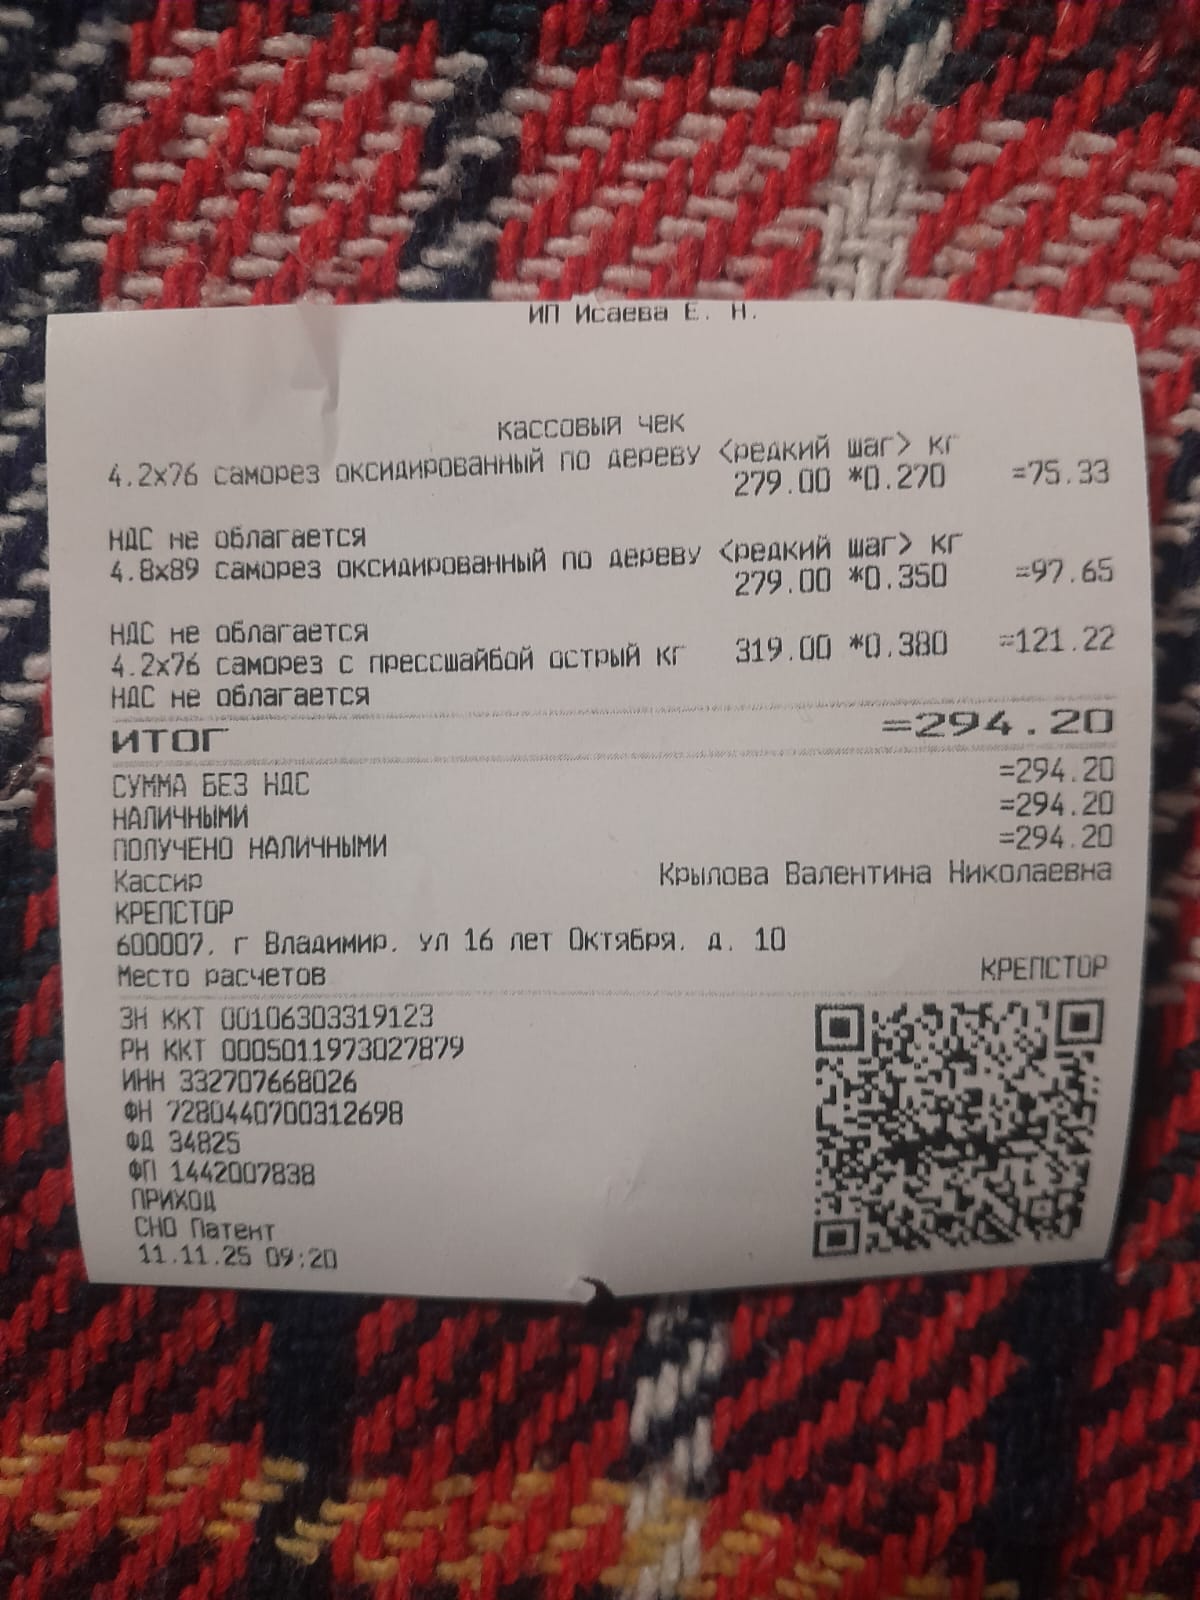 ИП Исаева Е. Н.
кассовый чек
4.2х76 саморез оксидированный по дереву <редкий шаг> кг
279.00 *0.270 =75.33
НДС не облагается
4.8х89 саморез оксидированный по дереву <редкий шаг> кг
279.00 *0.350 =97.65
НДС не облагается
4.2х76 саморез с прессшайбой острый кг 319.00 *0.380 =121.22
НДС не облагается
ИТОГ =294.20
СУММА БЕЗ НДС =294.20
НАЛИЧНЫМИ =294.20
ПОЛУЧЕНО НАЛИЧНЫМИ =294.20
Кассир Крылова Валентина Николаевна
КРЕПСТОР
600007, г Владимир, ул 16 лет Октября, д. 10
Место расчетов КРЕПСТОР
ЗН ККТ 00106303319123
РН ККТ 0005011973027879
ИНН 332707668026
ФН 7280440700312698
ФД 34825
ФП 1442007838
ПРИХОД
СНО Патент
11.11.25 09:20